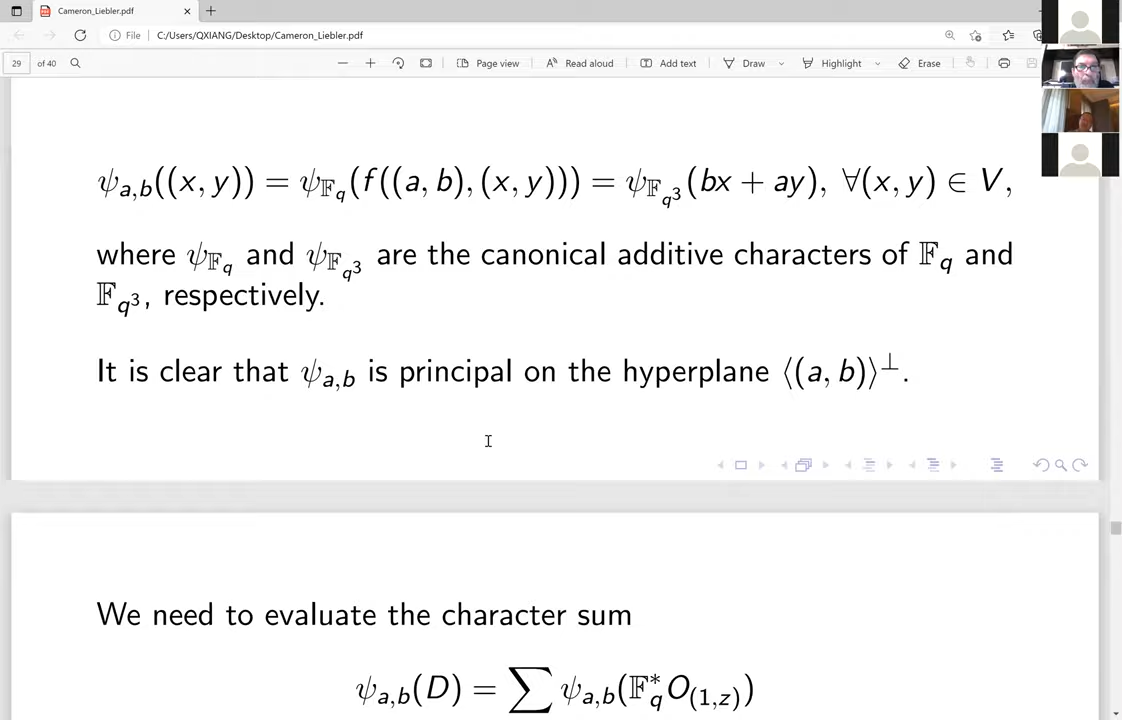 Cameron_Liebler.pdf
File C:/Users/QXIANG/Desktop/Cameron_Liebler.pdf
29 of 40 Page view Read aloud Add text Draw Highlight Erase
ψ_{a,b}((x, y)) = ψ_{𝔽_q}(f((a, b), (x, y))) = ψ_{𝔽_{q^3}}(bx + ay), ∀(x, y) ∈ V,
where ψ_{𝔽_q} and ψ_{𝔽_{q^3}} are the canonical additive characters of 𝔽_q and
𝔽_{q^3}, respectively.
It is clear that ψ_{a,b} is principal on the hyperplane ⟨(a, b)⟩^⊥.
We need to evaluate the character sum
ψ_{a,b}(D) = ∑ ψ_{a,b}(𝔽_q^* O_{(1,z)})